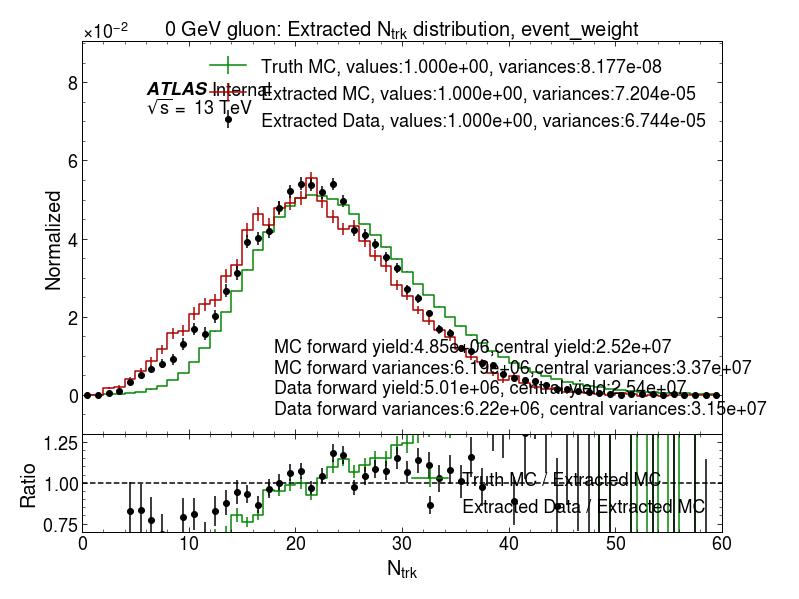 ×10⁻² 0 GeV gluon: Extracted N_trk distribution, event_weight
Truth MC, values:1.000e+00, variances:8.177e-08
ATLAS Internal
Extracted MC, values:1.000e+00, variances:7.204e-05
√s = 13 TeV
Extracted Data, values:1.000e+00, variances:6.744e-05
8
6
4
2
0
Normalized
MC forward yield:4.85e+06,central yield:2.52e+07
MC forward variances:6.19e+06, central variances:3.37e+07
Data forward yield:5.01e+06, central yield:2.54e+07
Data forward variances:6.22e+06, central variances:3.15e+07
1.25
1.00
0.75
Ratio
Truth MC / Extracted MC
Extracted Data / Extracted MC
0 10 20 30 40 50 60
N_trk